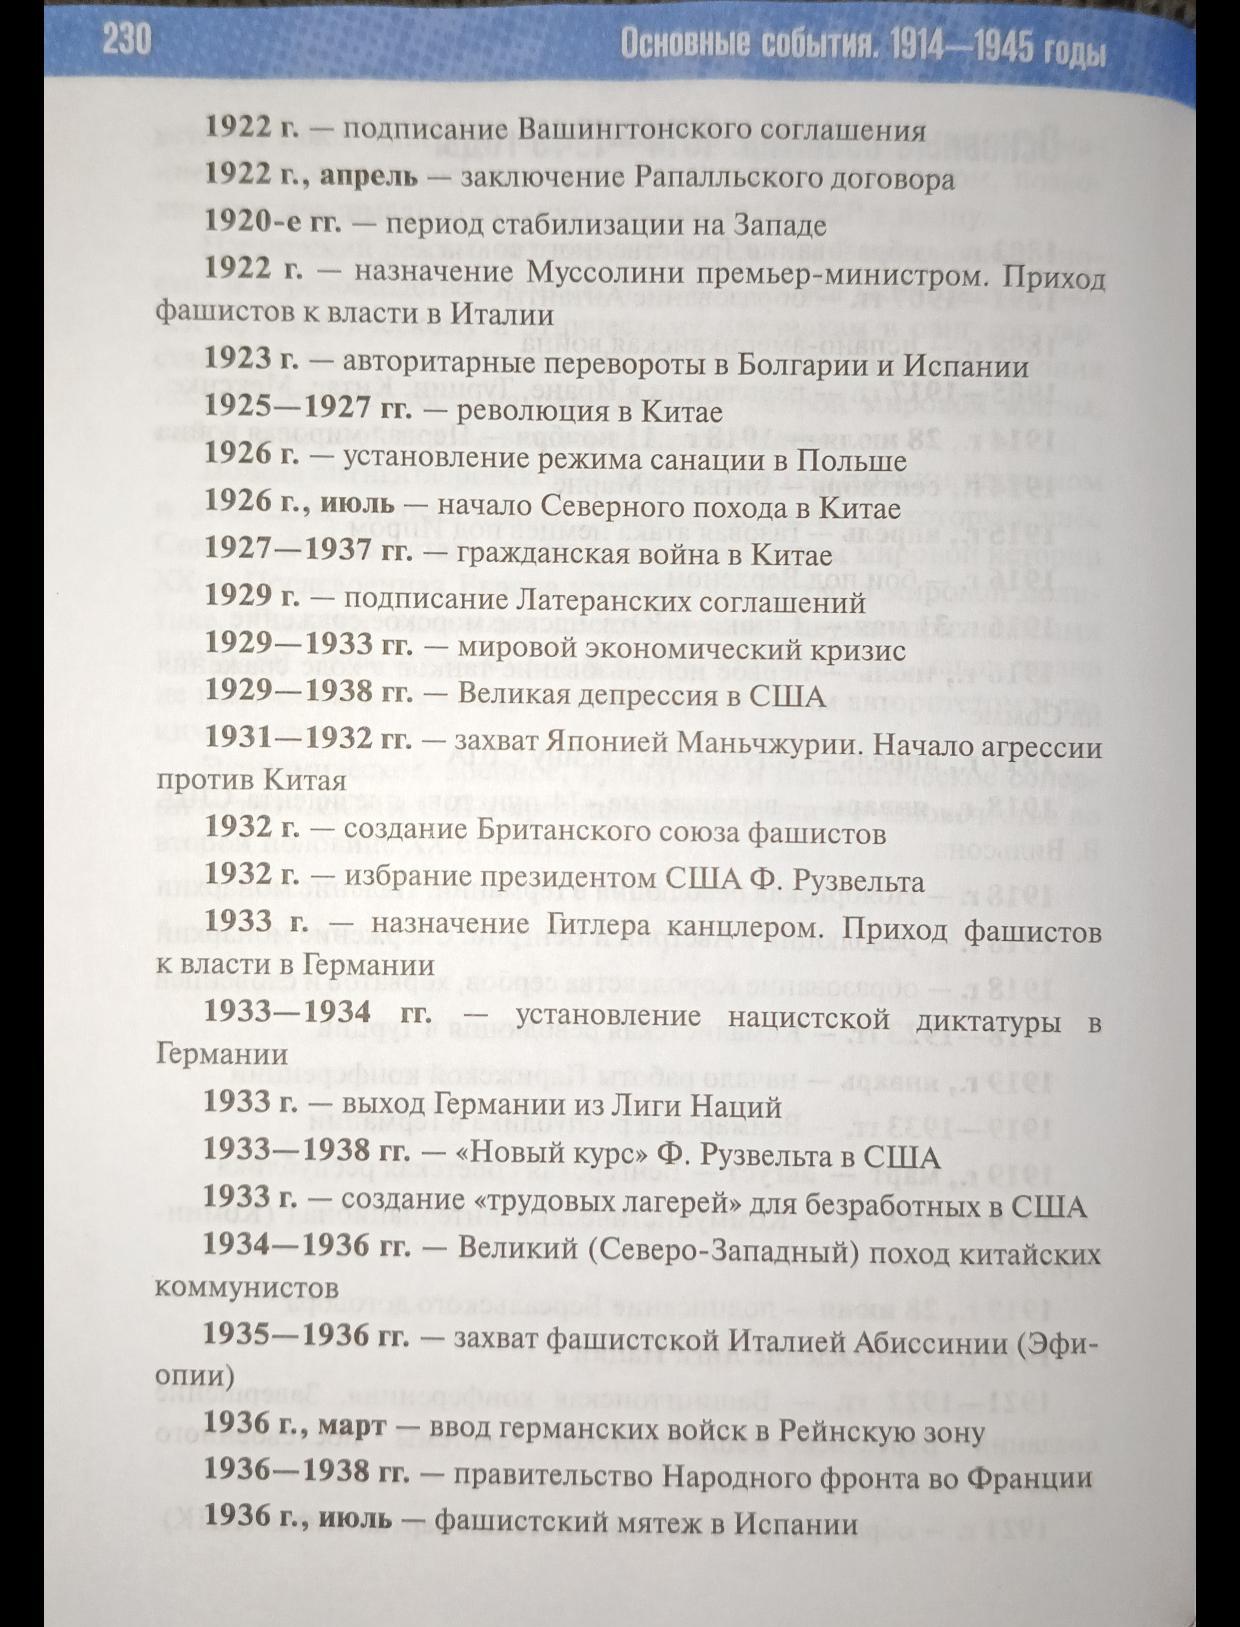 230
Основные события. 1914—1945 годы
1922 г. — подписание Вашингтонского соглашения
1922 г., апрель — заключение Рапалльского договора
1920-е гг. — период стабилизации на Западе
1922 г. — назначение Муссолини премьер-министром. Приход
фашистов к власти в Италии
1923 г. — авторитарные перевороты в Болгарии и Испании
1925—1927 гг. — революция в Китае
1926 г. — установление режима санации в Польше
1926 г., июль — начало Северного похода в Китае
1927—1937 гг. — гражданская война в Китае
1929 г. — подписание Латеранских соглашений
1929—1933 гг. — мировой экономический кризис
1929—1938 гг. — Великая депрессия в США
1931—1932 гг. — захват Японией Маньчжурии. Начало агрессии
против Китая
1932 г. — создание Британского союза фашистов
1932 г. — избрание президентом США Ф. Рузвельта
1933 г. — назначение Гитлера канцлером. Приход фашистов
к власти в Германии
1933—1934 гг. — установление нацистской диктатуры в
Германии
1933 г. — выход Германии из Лиги Наций
1933—1938 гг. — «Новый курс» Ф. Рузвельта в США
1933 г. — создание «трудовых лагерей» для безработных в США
1934—1936 гг. — Великий (Северо-Западный) поход китайских
коммунистов
1935—1936 гг. — захват фашистской Италией Абиссинии (Эфи-
опии)
1936 г., март — ввод германских войск в Рейнскую зону
1936—1938 гг. — правительство Народного фронта во Франции
1936 г., июль — фашистский мятеж в Испании